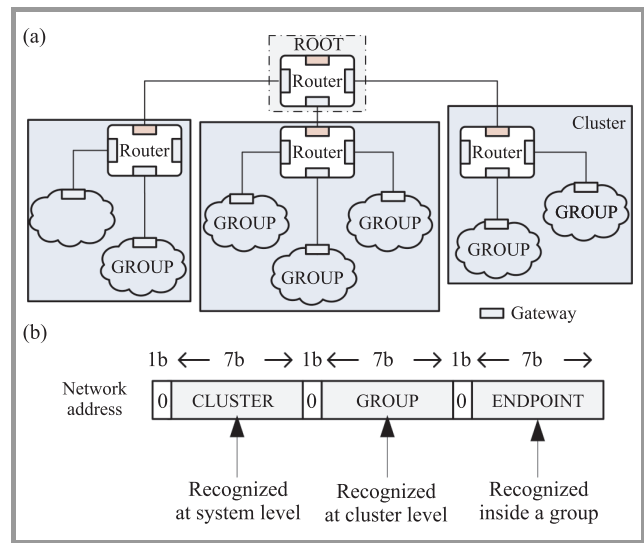 (a)
ROOT
Router
Cluster
Router
Router
Router
GROUP
GROUP
GROUP
GROUP
GROUP
GROUP
Gateway
(b)
1b 7b 1b 7b 1b 7b
Network
address
0 CLUSTER 0 GROUP 0 ENDPOINT
Recognized
at system level
Recognized
at cluster level
Recognized
inside a group